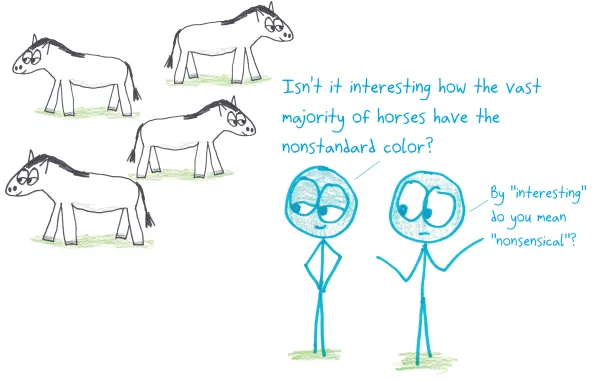 Isn't it interesting how the vast
majority of horses have the
nonstandard color?
By "interesting"
do you mean
"nonsensical"?